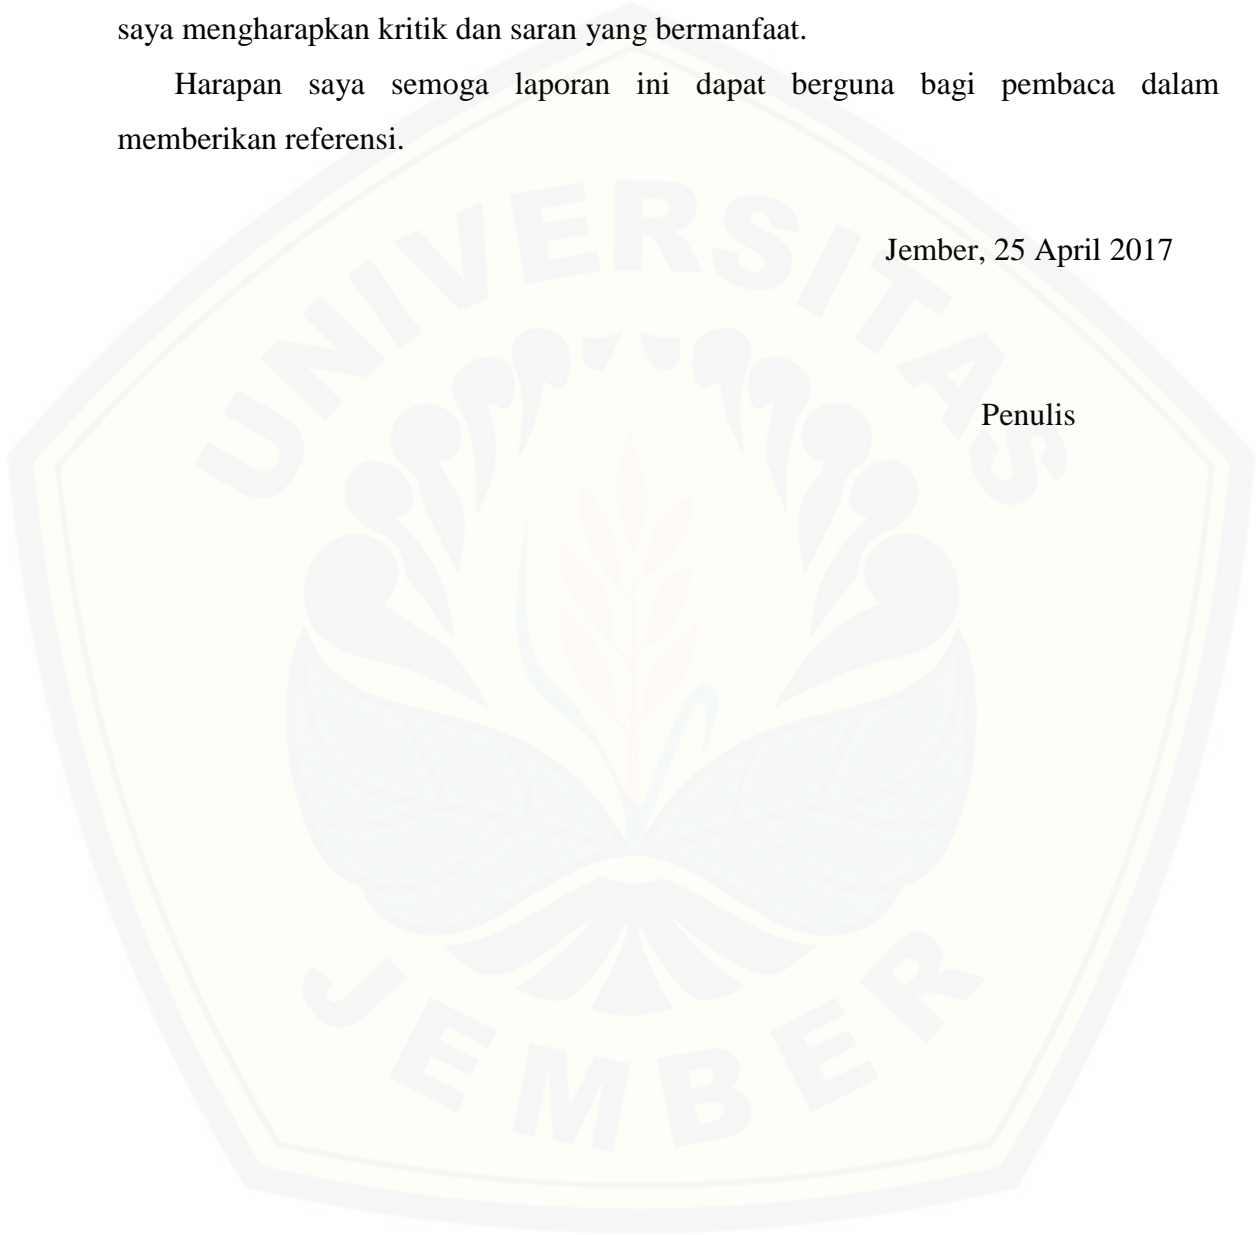 saya mengharapkan kritik dan saran yang bermanfaat.
Harapan saya semoga laporan ini dapat berguna bagi pembaca dalam
memberikan referensi.
Jember, 25 April 2017
Penulis
UNIVERSITAS
JEMBER